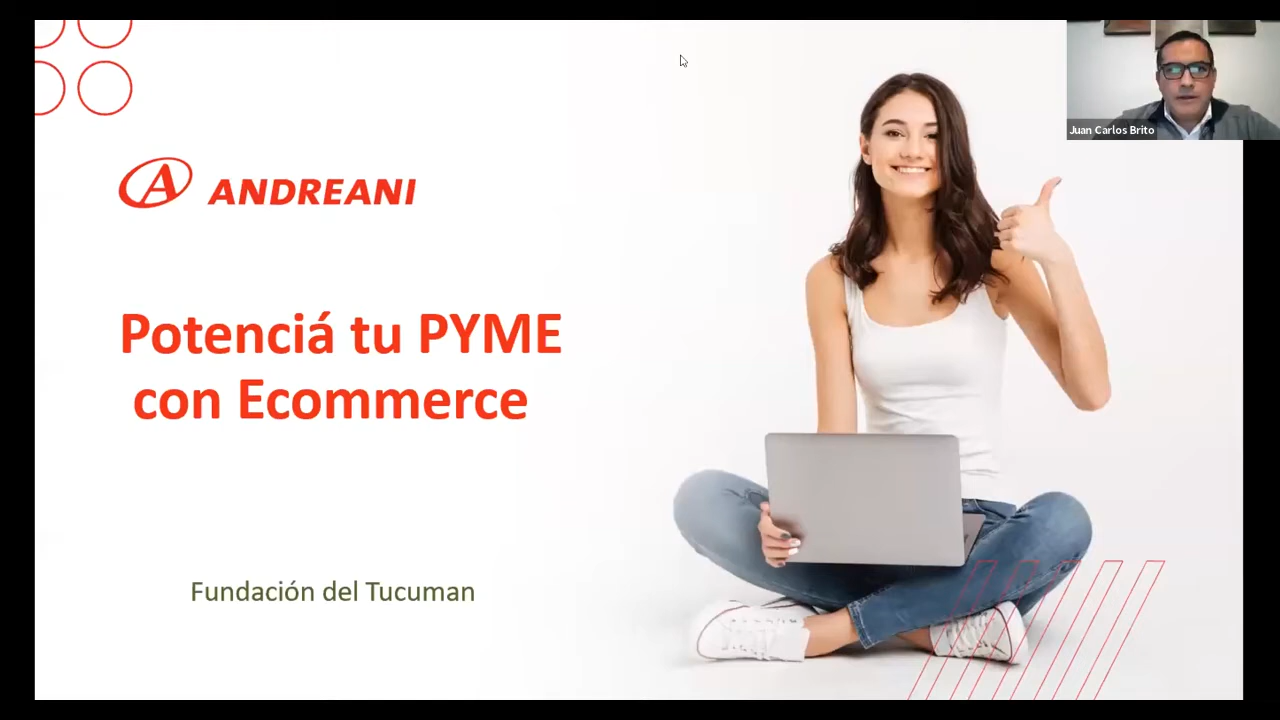 Juan Carlos Brito
ANDREANI
Potenciá tu PYME
con Ecommerce
Fundación del Tucuman